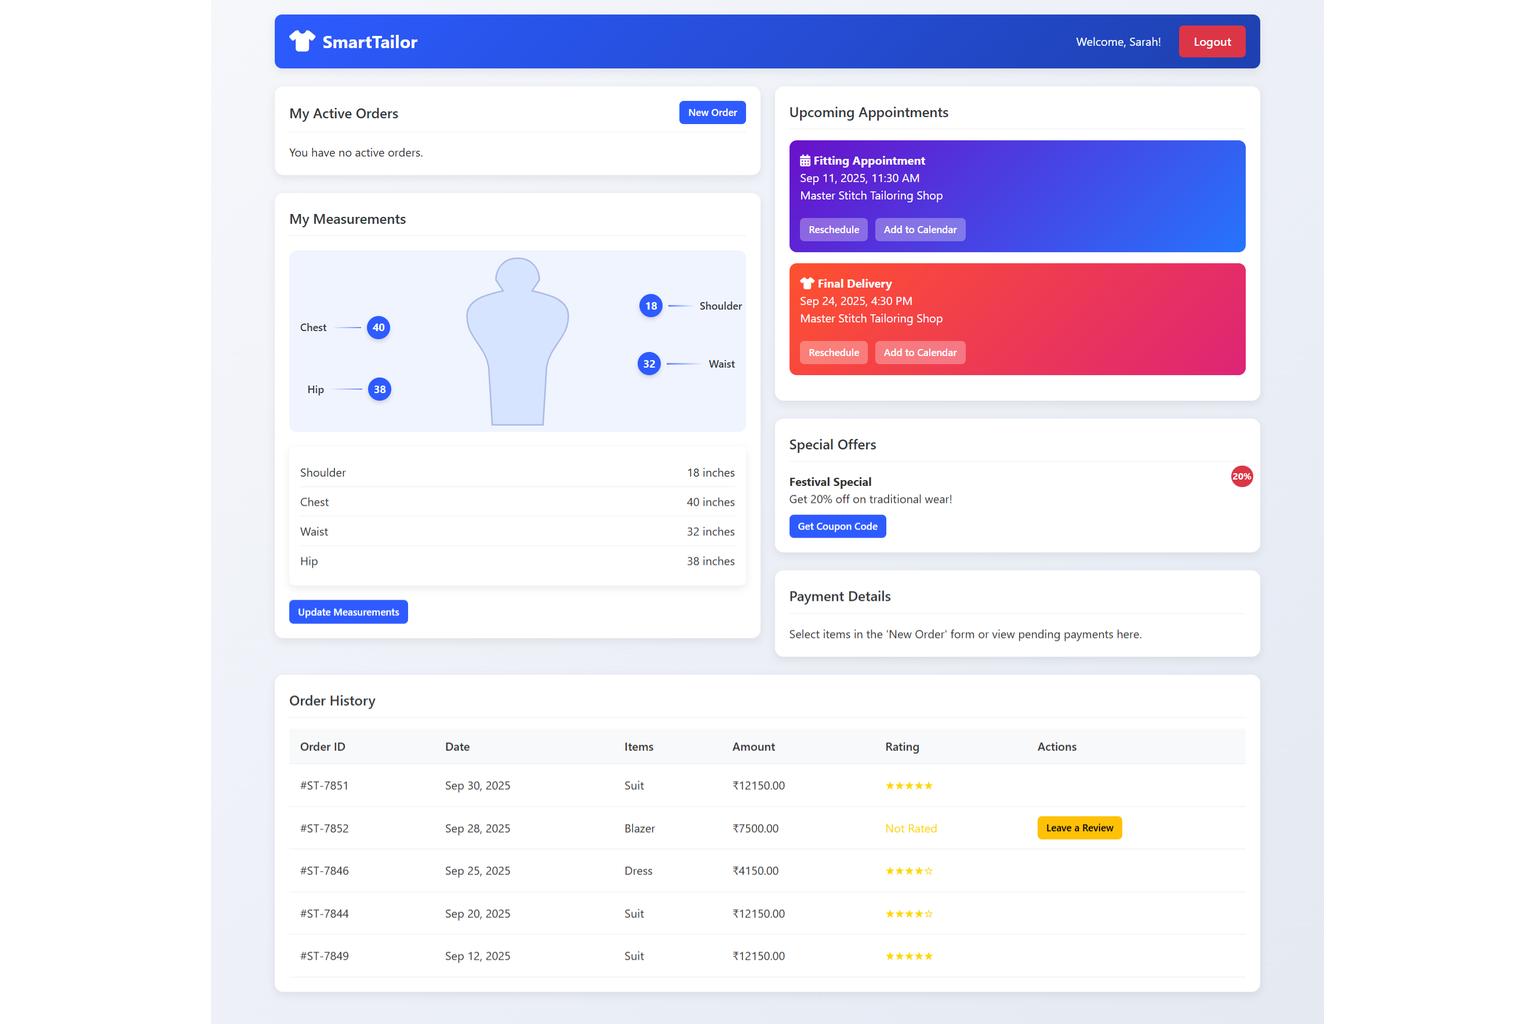 SmartTailor
Welcome, Sarah!
Logout
My Active Orders
New Order
You have no active orders.
My Measurements
18
Shoulder
Chest
40
32
Waist
Hip
38
Shoulder 18 inches
Chest 40 inches
Waist 32 inches
Hip 38 inches
Update Measurements
Upcoming Appointments
Fitting Appointment
Sep 11, 2025, 11:30 AM
Master Stitch Tailoring Shop
Reschedule Add to Calendar
Final Delivery
Sep 24, 2025, 4:30 PM
Master Stitch Tailoring Shop
Reschedule Add to Calendar
Special Offers
20%
Festival Special
Get 20% off on traditional wear!
Get Coupon Code
Payment Details
Select items in the 'New Order' form or view pending payments here.
Order History
Order ID Date Items Amount Rating Actions
#ST-7851 Sep 30, 2025 Suit ₹12150.00 ★★★★★
#ST-7852 Sep 28, 2025 Blazer ₹7500.00 Not Rated Leave a Review
#ST-7846 Sep 25, 2025 Dress ₹4150.00 ★★★★☆
#ST-7844 Sep 20, 2025 Suit ₹12150.00 ★★★★☆
#ST-7849 Sep 12, 2025 Suit ₹12150.00 ★★★★★